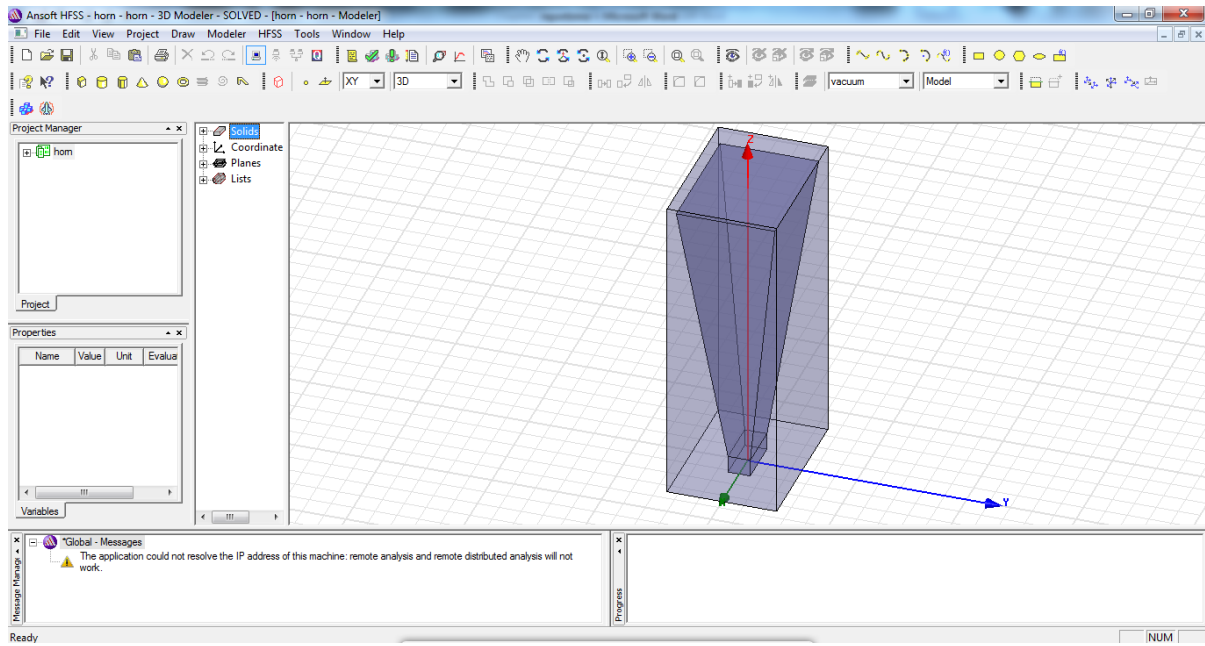 Ansoft HFSS - horn - horn - 3D Modeler - SOLVED - [horn - horn - Modeler]
File Edit View Project Draw Modeler HFSS Tools Window Help
XY 3D vacuum Model
Project Manager
horn
Project
Solids
Coordinate
Planes
Lists
Z
Y
Properties
Name Value Unit Evalua
Variables
*Global - Messages
The application could not resolve the IP address of this machine: remote analysis and remote distributed analysis will not
work.
Progress
Ready
NUM